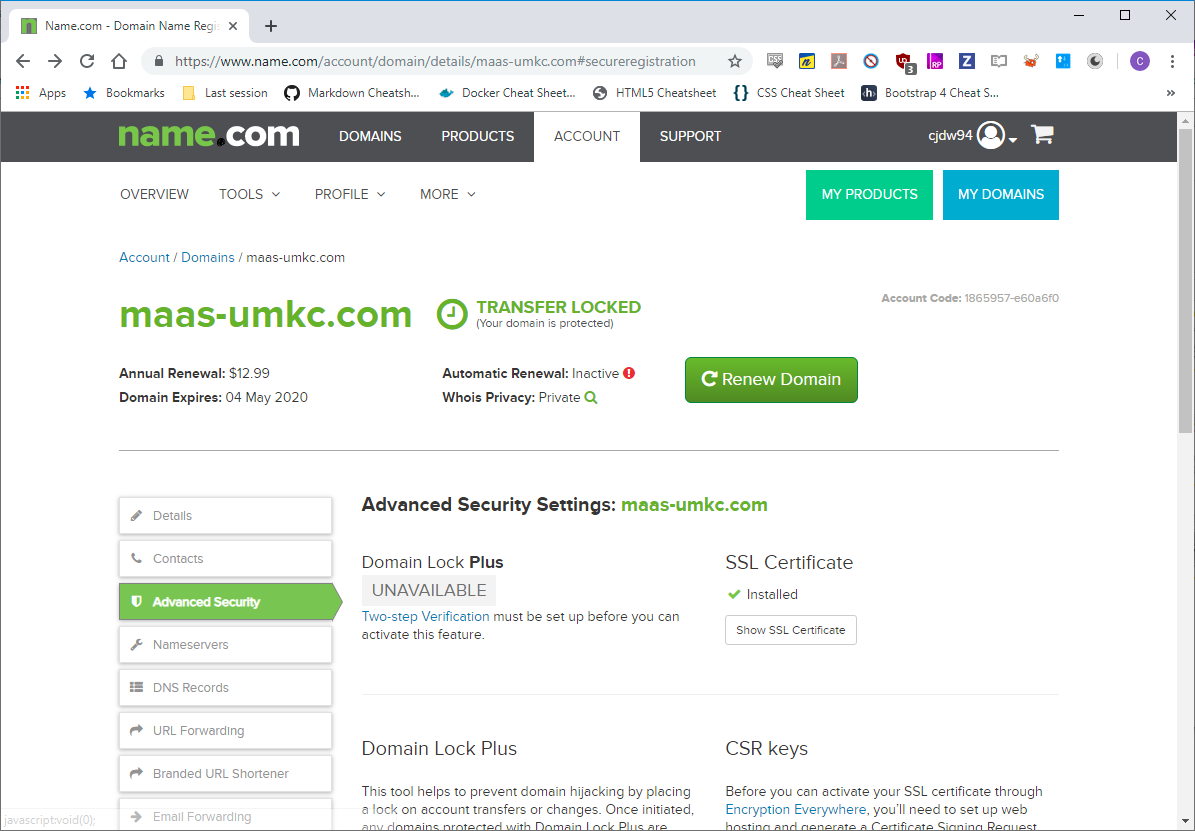 Name.com - Domain Name Regis
https://www.name.com/account/domain/details/maas-umkc.com#secureregistration
3
C
Apps Bookmarks Last session Markdown Cheatsh... Docker Cheat Sheet... HTML5 Cheatsheet CSS Cheat Sheet Bootstrap 4 Cheat S... »
name.com DOMAINS PRODUCTS ACCOUNT SUPPORT cjdw94
OVERVIEW TOOLS PROFILE MORE MY PRODUCTS MY DOMAINS
Account / Domains / maas-umkc.com
Account Code: 1865957-e60a6f0
maas-umkc.com
TRANSFER LOCKED
(Your domain is protected)
Annual Renewal: $12.99
Domain Expires: 04 May 2020
Automatic Renewal: Inactive
Whois Privacy: Private
Renew Domain
Details
Contacts
Advanced Security
Nameservers
DNS Records
URL Forwarding
Branded URL Shortener
Email Forwarding
Advanced Security Settings: maas-umkc.com
Domain Lock Plus
UNAVAILABLE
Two-step Verification must be set up before you can
activate this feature.
SSL Certificate
Installed
Show SSL Certificate
Domain Lock Plus
This tool helps to prevent domain hijacking by placing
a lock on account transfers or changes. Once initiated,
any domains protected with Domain Lock Plus are
CSR keys
Before you can activate your SSL certificate through
Encryption Everywhere, you'll need to set up web
hosting and generate a Certificate Signing Request
javascript:void(0);